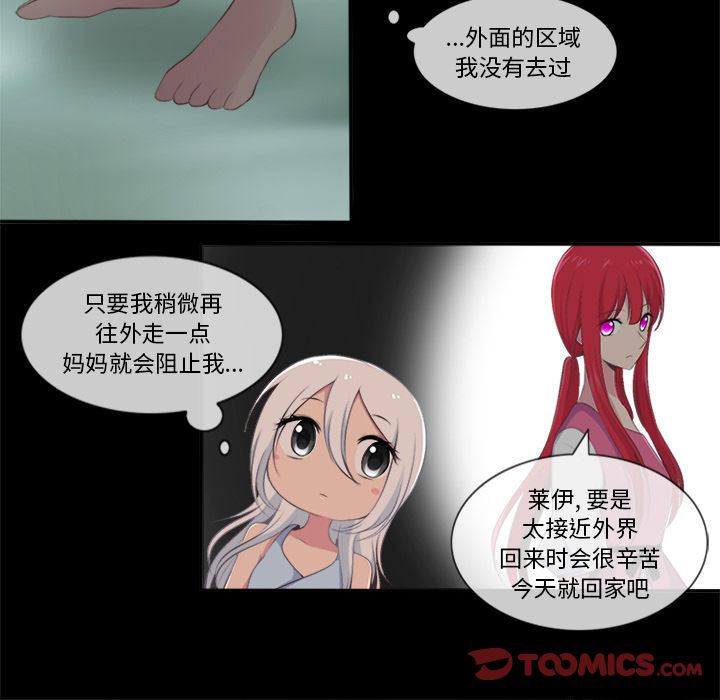 ...外面的区域
我没有去过
只要我稍微再
往外走一点
妈妈就会阻止我...
莱伊, 要是
太接近外界
回来时会很辛苦
今天就回家吧
TOOMICS.COM